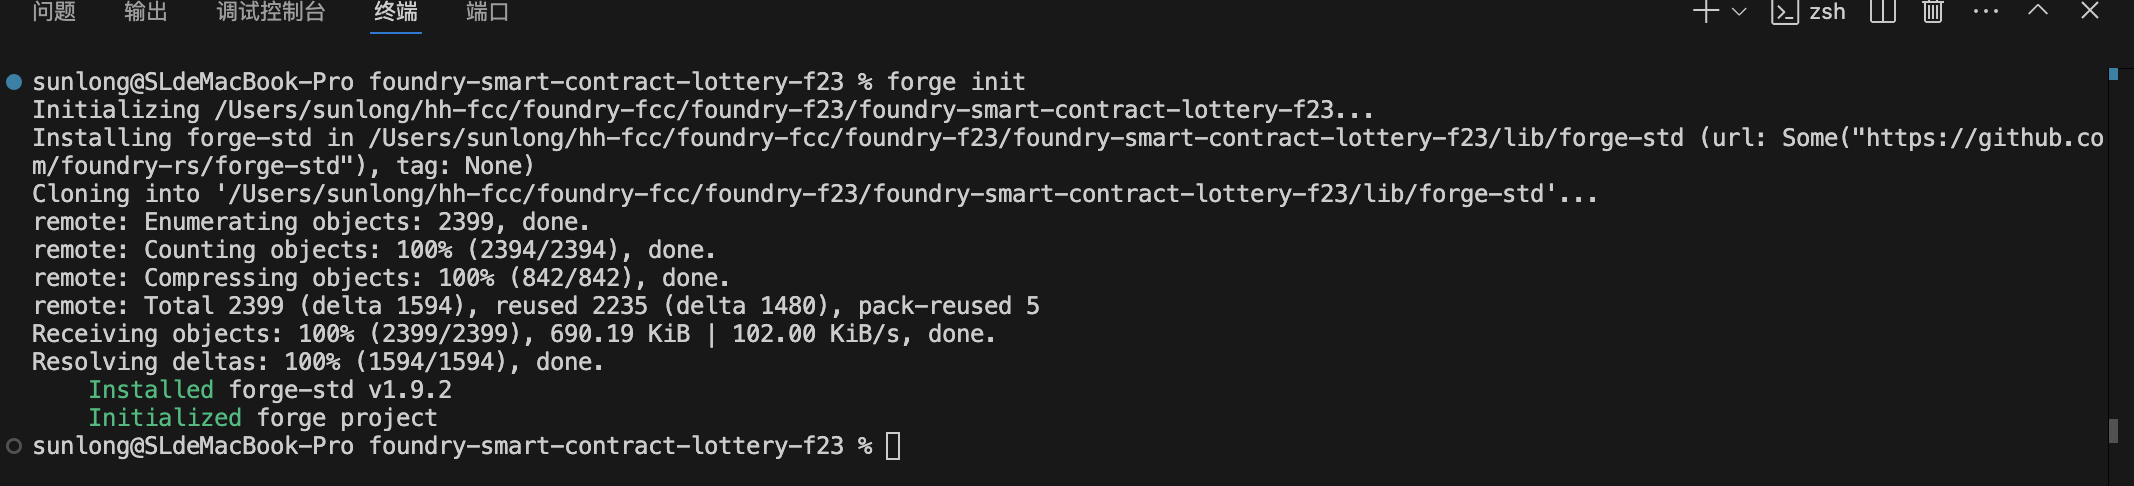 问题 输出 调试控制台 终端 端口 zsh
sunlong@SLdeMacBook-Pro foundry-smart-contract-lottery-f23 % forge init
Initializing /Users/sunlong/hh-fcc/foundry-fcc/foundry-f23/foundry-smart-contract-lottery-f23...
Installing forge-std in /Users/sunlong/hh-fcc/foundry-fcc/foundry-f23/foundry-smart-contract-lottery-f23/lib/forge-std (url: Some("https://github.co
m/foundry-rs/forge-std"), tag: None)
Cloning into '/Users/sunlong/hh-fcc/foundry-fcc/foundry-f23/foundry-smart-contract-lottery-f23/lib/forge-std'...
remote: Enumerating objects: 2399, done.
remote: Counting objects: 100% (2394/2394), done.
remote: Compressing objects: 100% (842/842), done.
remote: Total 2399 (delta 1594), reused 2235 (delta 1480), pack-reused 5
Receiving objects: 100% (2399/2399), 690.19 KiB | 102.00 KiB/s, done.
Resolving deltas: 100% (1594/1594), done.
Installed forge-std v1.9.2
Initialized forge project
sunlong@SLdeMacBook-Pro foundry-smart-contract-lottery-f23 %